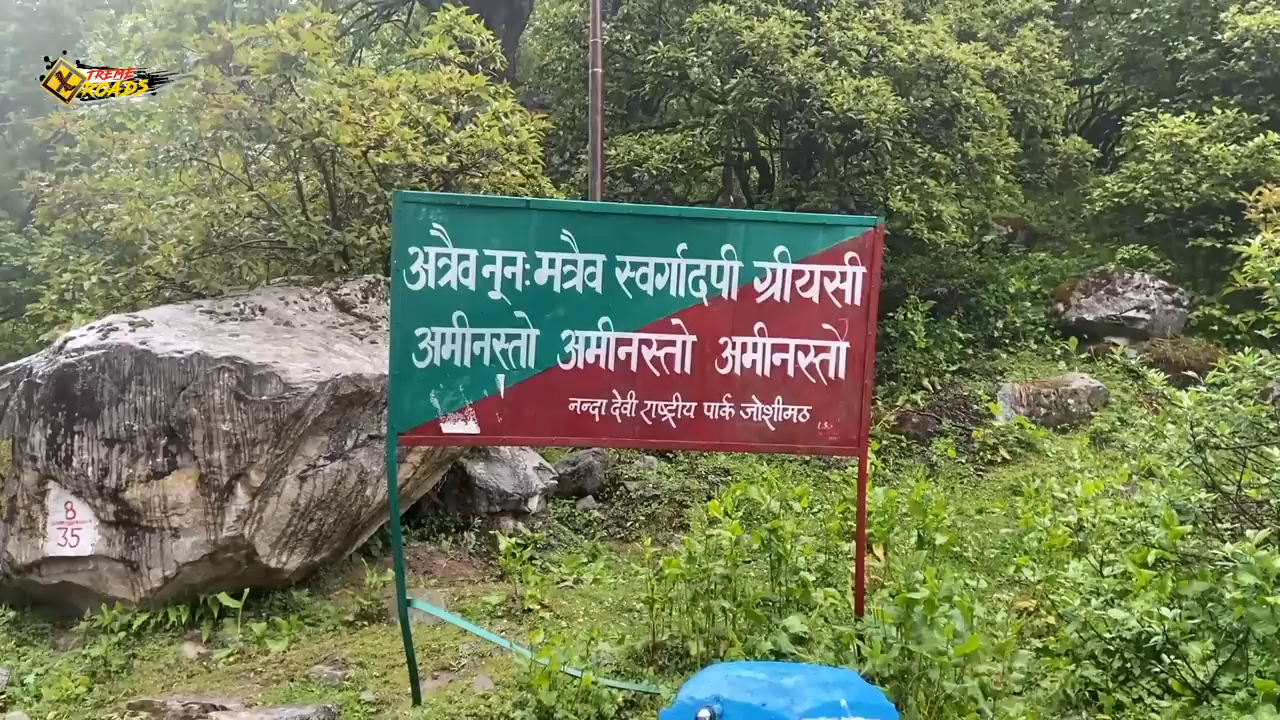 XTREME
ROADS
अत्रैव नूनः मत्रैव स्वर्गादपी ग्रीयसी
अमीनस्तो अमीनस्तो अमीनस्तो
नन्दा देवी राष्ट्रीय पार्क जोशीमठ
8
35